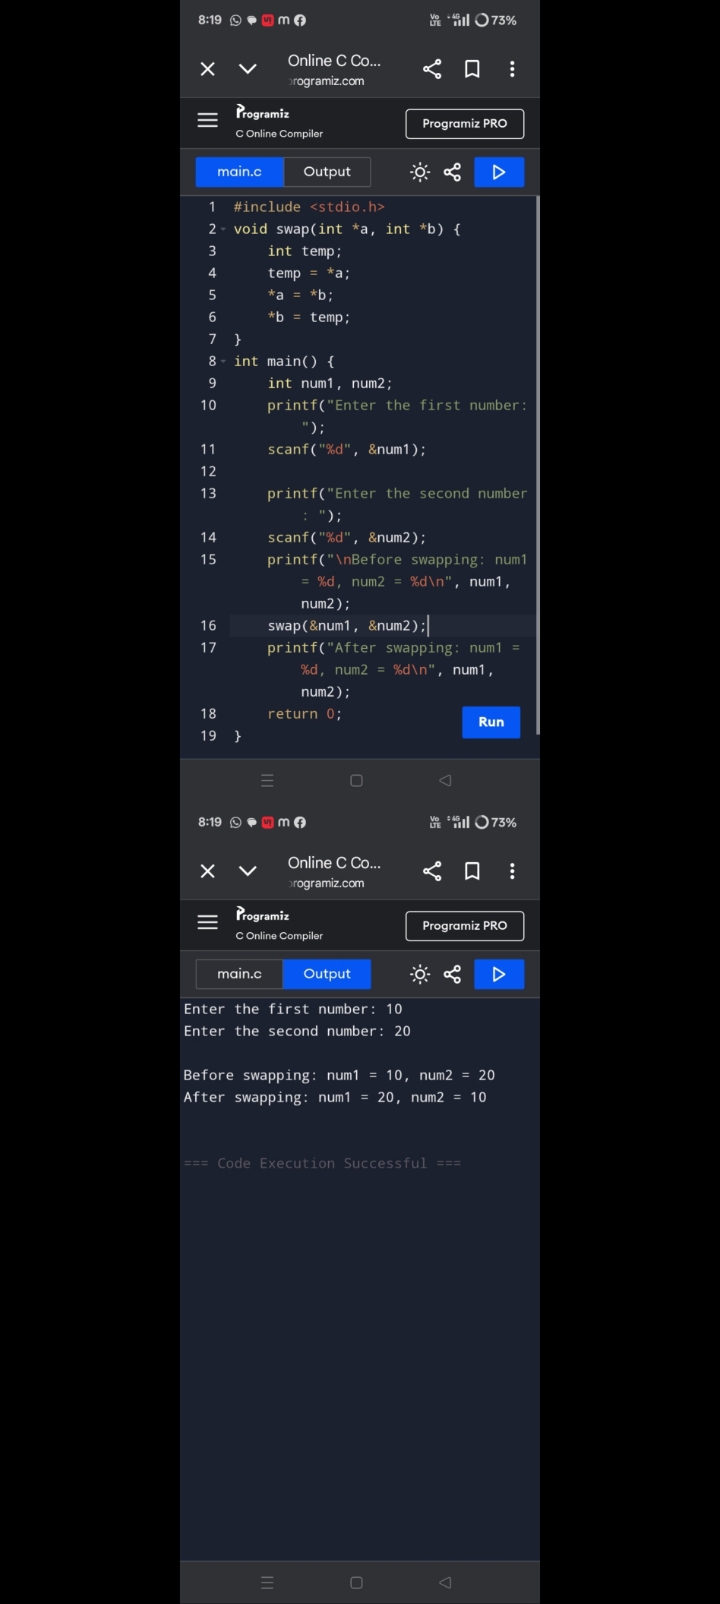 8:19 73%
Online C Co...
rogramiz.com
Programiz
C Online Compiler
Programiz PRO
main.c Output
1 #include <stdio.h>
2 void swap(int *a, int *b) {
3 int temp;
4 temp = *a;
5 *a = *b;
6 *b = temp;
7 }
8 int main() {
9 int num1, num2;
10 printf("Enter the first number:
");
11 scanf("%d", &num1);
12
13 printf("Enter the second number
: ");
14 scanf("%d", &num2);
15 printf("\nBefore swapping: num1
= %d, num2 = %d\n", num1,
num2);
16 swap(&num1, &num2);
17 printf("After swapping: num1 =
%d, num2 = %d\n", num1,
num2);
18 return 0;
Run
19 }
8:19 73%
Online C Co...
rogramiz.com
Programiz
C Online Compiler
Programiz PRO
main.c Output
Enter the first number: 10
Enter the second number: 20
Before swapping: num1 = 10, num2 = 20
After swapping: num1 = 20, num2 = 10
=== Code Execution Successful ===